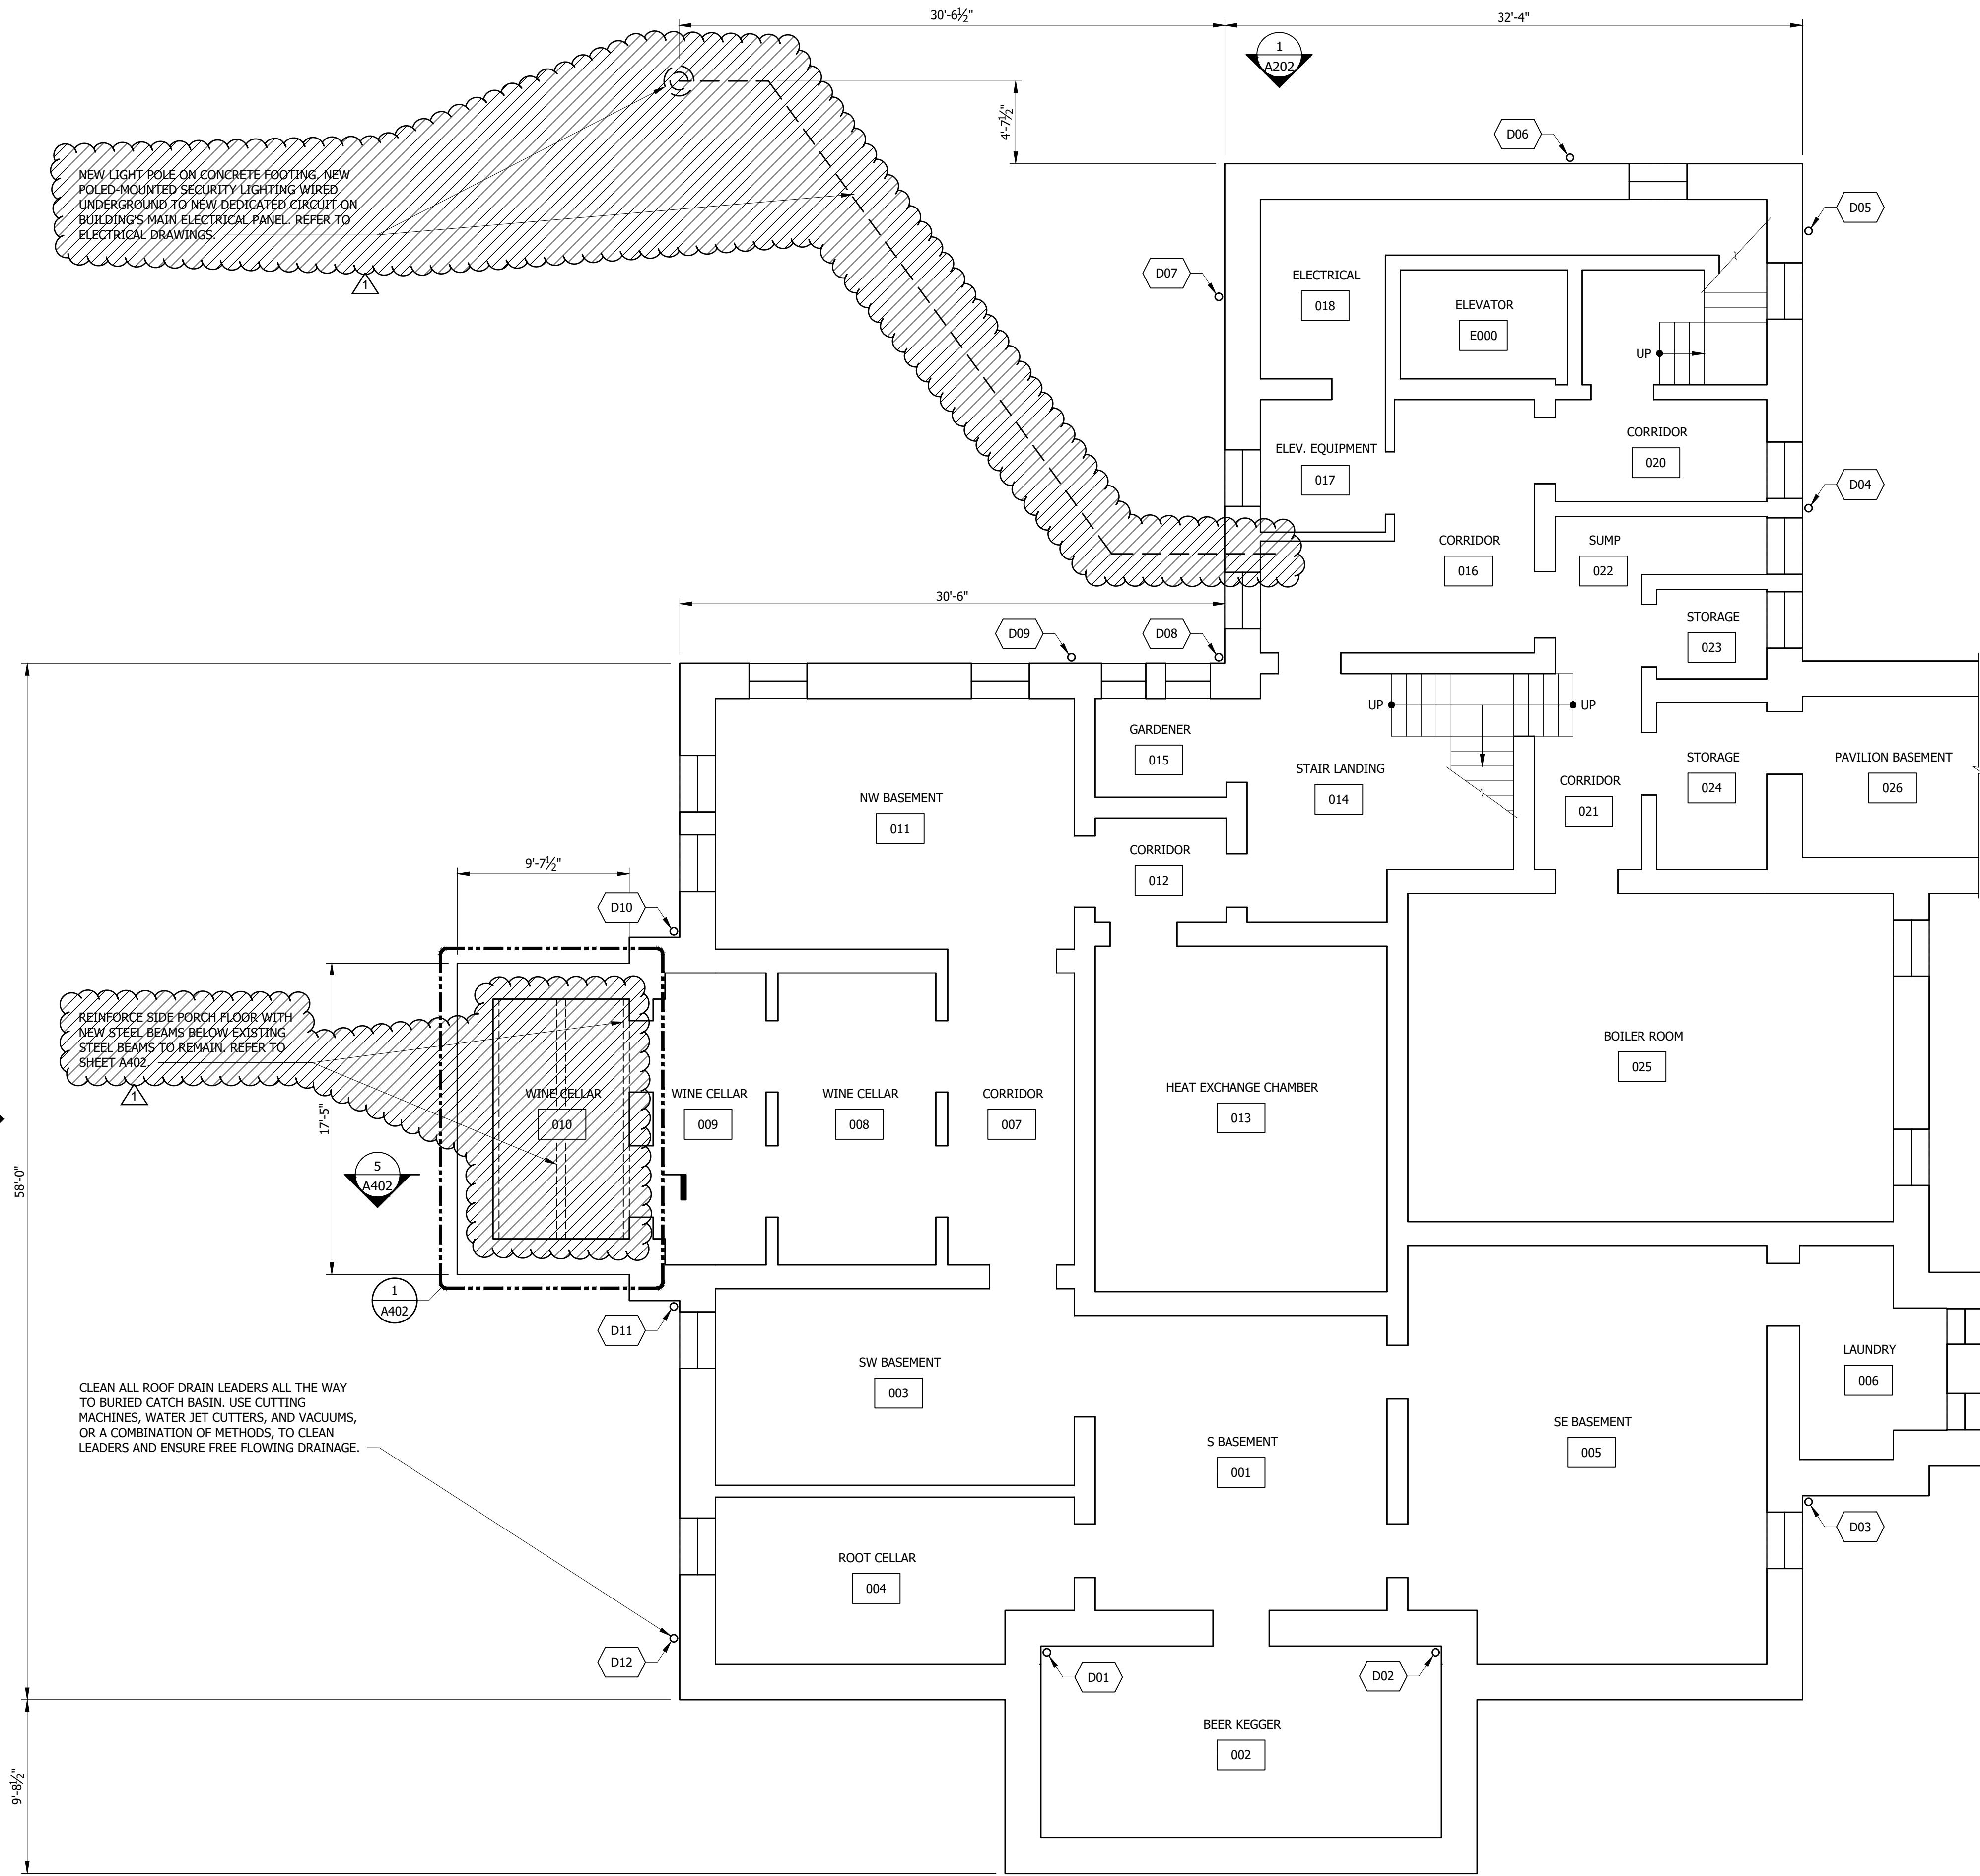 30'-6½"
32'-4"
1
A202
4'-7½"
D06
NEW LIGHT POLE ON CONCRETE FOOTING. NEW
POLED-MOUNTED SECURITY LIGHTING WIRED
UNDERGROUND TO NEW DEDICATED CIRCUIT ON
BUILDING'S MAIN ELECTRICAL PANEL. REFER TO
ELECTRICAL DRAWINGS.
1
D05
D07
ELECTRICAL
018
ELEVATOR
E000
UP
CORRIDOR
020
ELEV. EQUIPMENT
017
D04
CORRIDOR
016
SUMP
022
30'-6"
D09
D08
STORAGE
023
UP
UP
GARDENER
015
STAIR LANDING
014
CORRIDOR
021
STORAGE
024
PAVILION BASEMENT
026
NW BASEMENT
011
CORRIDOR
012
9'-7½"
D10
REINFORCE SIDE PORCH FLOOR WITH
NEW STEEL BEAMS BELOW EXISTING
STEEL BEAMS TO REMAIN. REFER TO
SHEET A402.
1
17'-5"
58'-0"
WINE CELLAR
010
WINE CELLAR
009
WINE CELLAR
008
CORRIDOR
007
HEAT EXCHANGE CHAMBER
013
BOILER ROOM
025
5
A402
1
A402
D11
SW BASEMENT
003
LAUNDRY
006
CLEAN ALL ROOF DRAIN LEADERS ALL THE WAY
TO BURIED CATCH BASIN. USE CUTTING
MACHINES, WATER JET CUTTERS, AND VACUUMS,
OR A COMBINATION OF METHODS, TO CLEAN
LEADERS AND ENSURE FREE FLOWING DRAINAGE.
S BASEMENT
001
SE BASEMENT
005
D03
ROOT CELLAR
004
D12
D01
D02
BEER KEGGER
002
9'-8½"